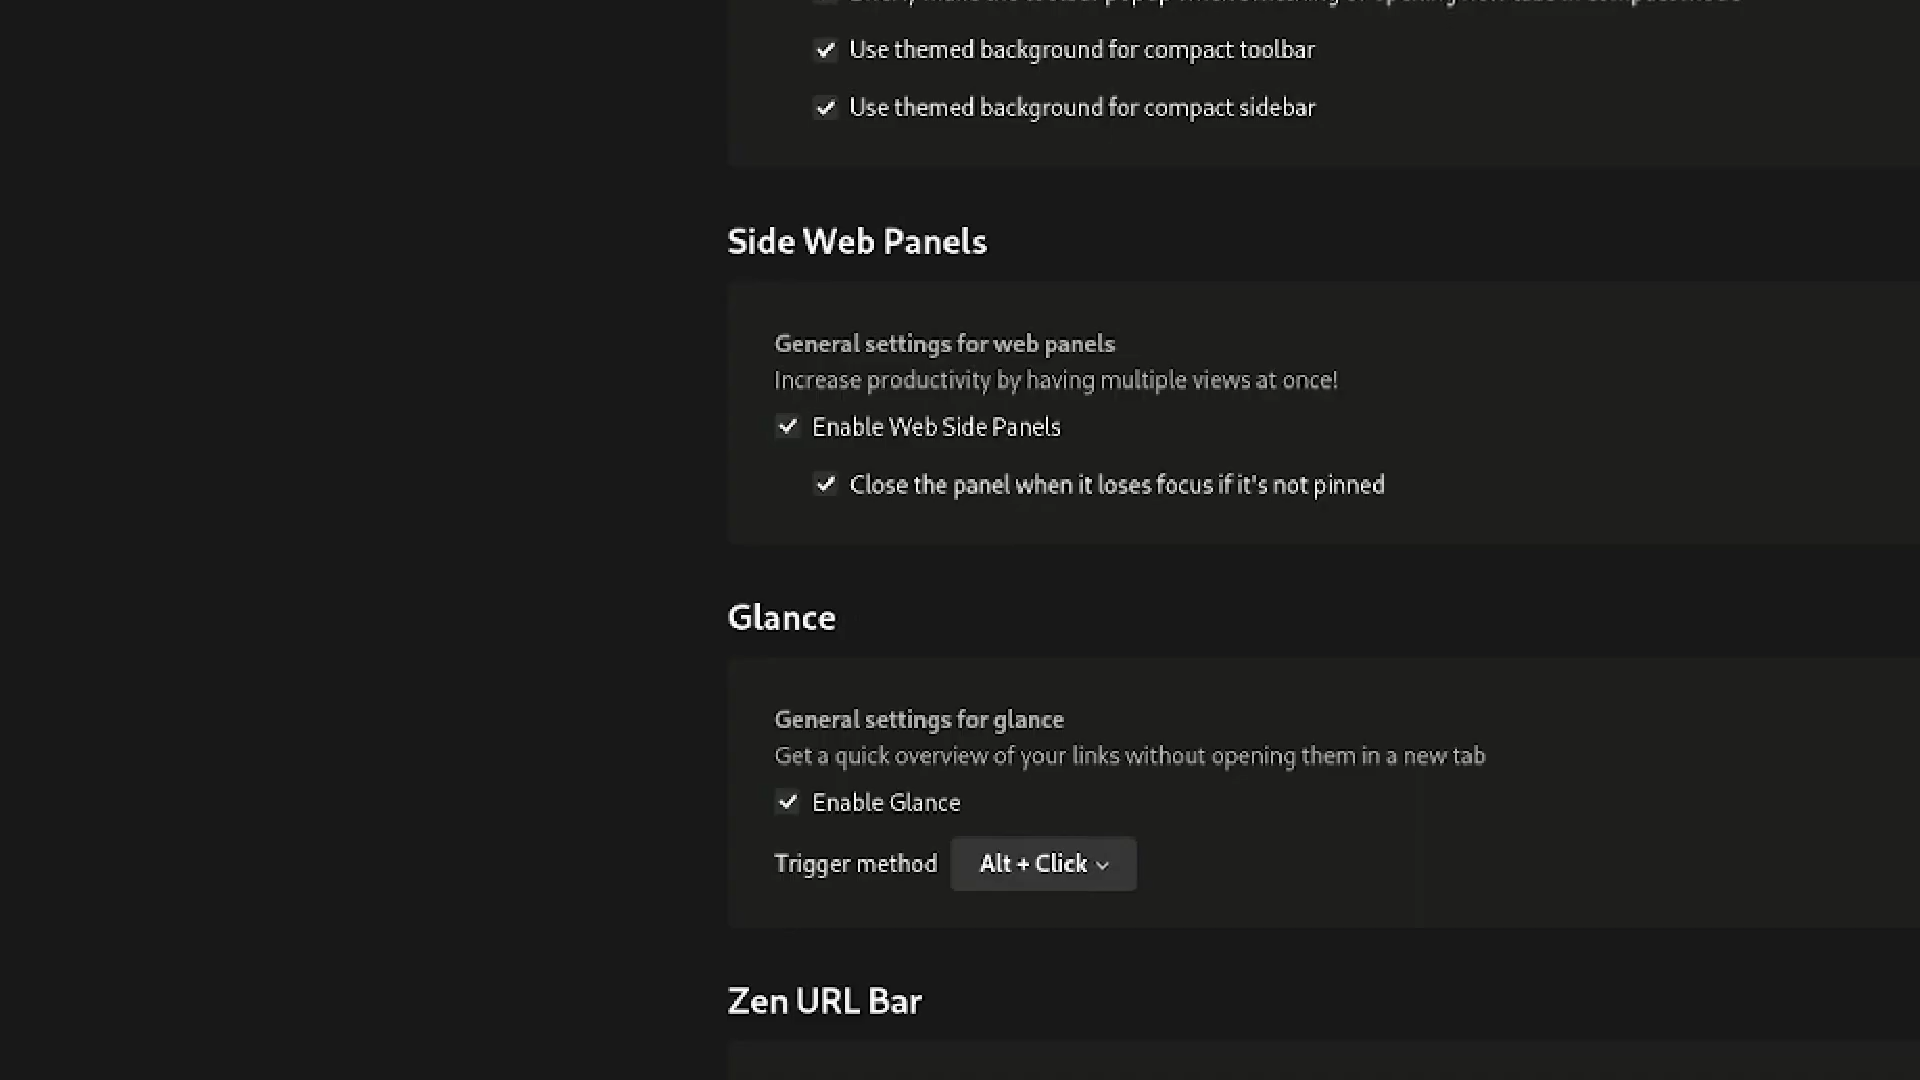 Use themed background for compact toolbar
Use themed background for compact sidebar
Side Web Panels
General settings for web panels
Increase productivity by having multiple views at once!
Enable Web Side Panels
Close the panel when it loses focus if it's not pinned
Glance
General settings for glance
Get a quick overview of your links without opening them in a new tab
Enable Glance
Trigger method Alt + Click
Zen URL Bar